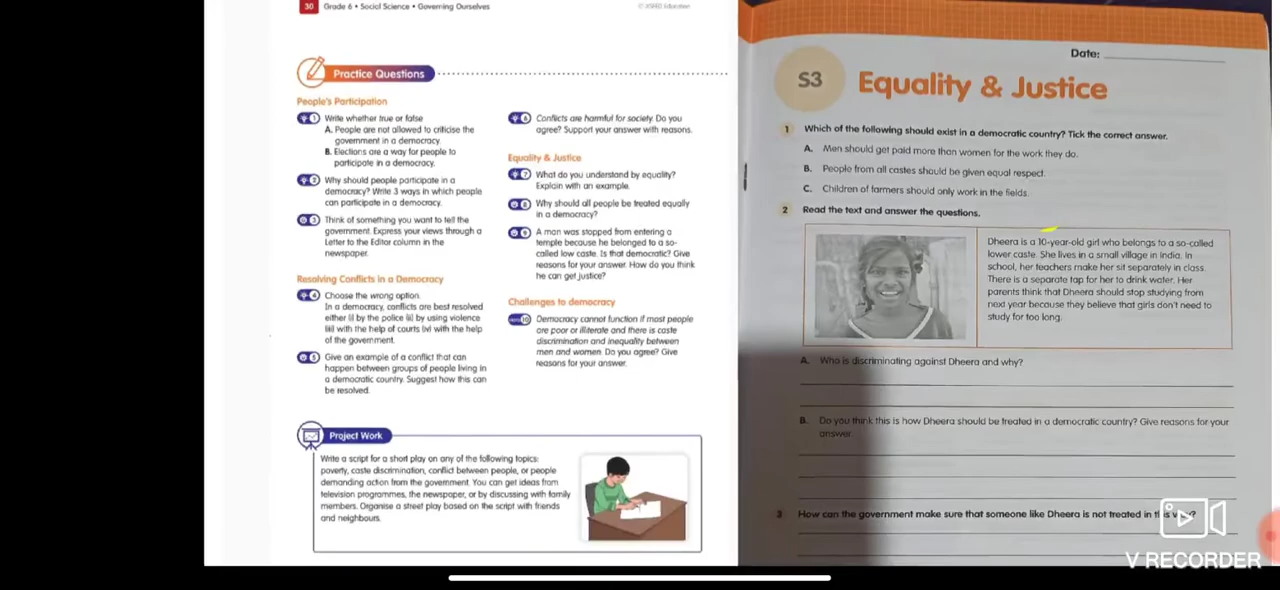 30 Grade 6 • Social Science • Governing Ourselves
© XSEED Education
Practice Questions
People's Participation
1 Write whether true or false
A. People are not allowed to criticise the
government in a democracy.
B. Elections are a way for people to
participate in a democracy.
2 Why should people participate in a
democracy? Write 3 ways in which people
can participate in a democracy.
3 Think of something you want to tell the
government. Express your views through a
Letter to the Editor column in the
newspaper.
Resolving Conflicts in a Democracy
4 Choose the wrong option.
In a democracy, conflicts are best resolved
either (i) by the police (ii) by using violence
(iii) with the help of courts (iv) with the help
of the government.
5 Give an example of a conflict that can
happen between groups of people living in
a democratic country. Suggest how this can
be resolved.
6 Conflicts are harmful for society. Do you
agree? Support your answer with reasons.
Equality & Justice
7 What do you understand by equality?
Explain with an example.
8 Why should all people be treated equally
in a democracy?
9 A man was stopped from entering a
temple because he belonged to a so-
called low caste. Is that democratic? Give
reasons for your answer. How do you think
he can get justice?
Challenges to democracy
10 Democracy cannot function if most people
are poor or illiterate and there is caste
discrimination and inequality between
men and women. Do you agree? Give
reasons for your answer.
Project Work
Write a script for a short play on any of the following topics:
poverty, caste discrimination, conflict between people, or people
demanding action from the government. You can get ideas from
television programmes, the newspaper, or by discussing with family
members. Organise a street play based on the script with friends
and neighbours.
Date:
S3 Equality & Justice
1 Which of the following should exist in a democratic country? Tick the correct answer.
A. Men should get paid more than women for the work they do.
B. People from all castes should be given equal respect.
C. Children of farmers should only work in the fields.
2 Read the text and answer the questions.
Dheera is a 10-year-old girl who belongs to a so-called
lower caste. She lives in a small village in India. In
school, her teachers make her sit separately in class.
There is a separate tap for her to drink water. Her
parents think that Dheera should stop studying from
next year because they believe that girls don't need to
study for too long.
A. Who is discriminating against Dheera and why?
B. Do you think this is how Dheera should be treated in a democratic country? Give reasons for your
answer.
3 How can the government make sure that someone like Dheera is not treated in this way?
V RECORDER